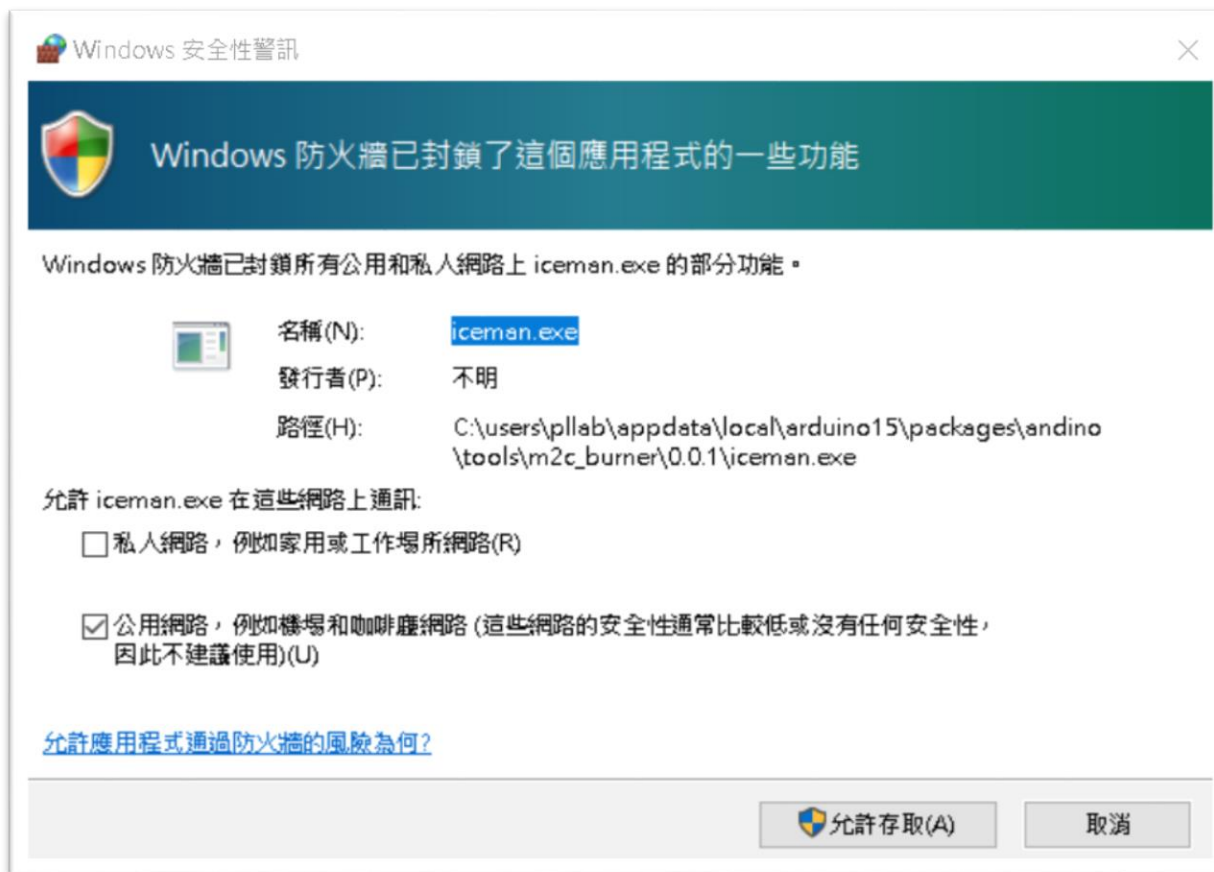 Windows 安全性警訊
Windows 防火牆已封鎖了這個應用程式的一些功能
Windows 防火牆已封鎖所有公用和私人網路上 iceman.exe 的部分功能。
名稱(N): iceman.exe
發行者(P): 不明
路徑(H): C:\users\pllab\appdata\local\arduino15\packages\andino
\tools\m2c_burner\0.0.1\iceman.exe
允許 iceman.exe 在這些網路上通訊:
私人網路，例如家用或工作場所網路(R)
公用網路，例如機場和咖啡廳網路 (這些網路的安全性通常比較低或沒有任何安全性，
因此不建議使用)(U)
允許應用程式通過防火牆的風險為何?
允許存取(A) 取消